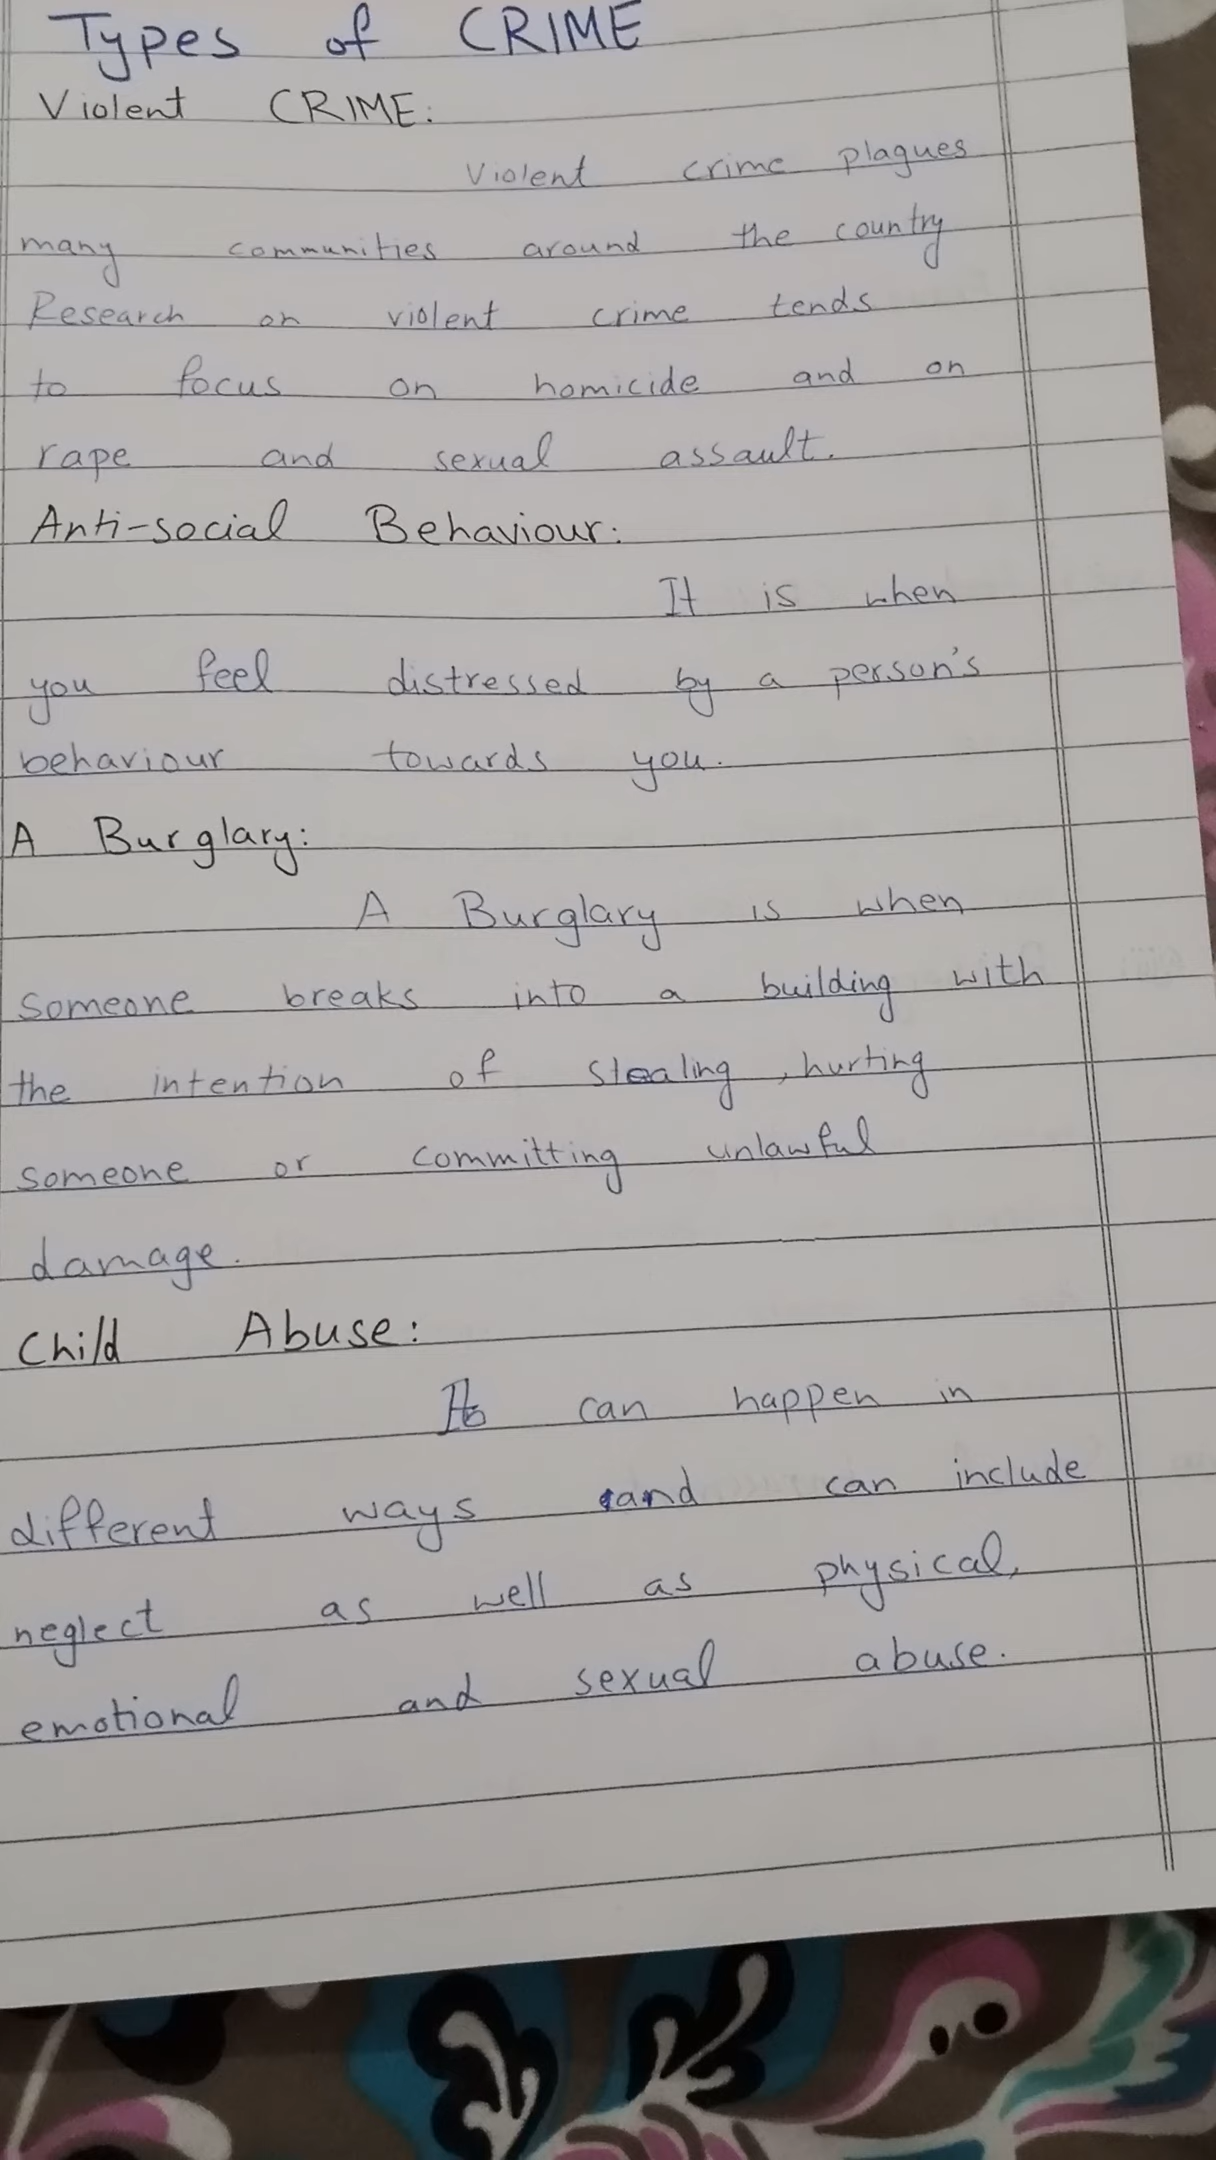 Types of CRIME
Violent CRIME:
Violent crime plagues
many communities around the country
Research on violent crime tends
to focus on homicide and on
rape and sexual assault.
Anti-social Behaviour:
It is when
you feel distressed by a person's
behaviour towards you.
A Burglary:
A Burglary is when
someone breaks into a building with
the intention of stealing, hurting
someone or committing unlawful
damage.
Child Abuse:
It can happen in
different ways and can include
neglect as well as physical,
emotional and sexual abuse.